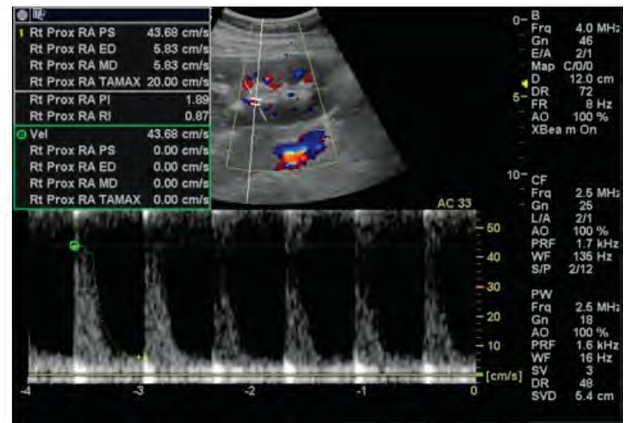 1 Rt Prox RA PS 43.68 cm/s
Rt Prox RA ED 5.83 cm/s
Rt Prox RA MD 5.83 cm/s
Rt Prox RA TAMAX 20.00 cm/s
Rt Prox RA PI 1.89
Rt Prox RA RI 0.87
Vel 43.68 cm/s
Rt Prox RA PS 0.00 cm/s
Rt Prox RA ED 0.00 cm/s
Rt Prox RA MD 0.00 cm/s
Rt Prox RA TAMAX 0.00 cm/s
0
5
10
B
Frq 4.0 MHz
Gn 46
E/A 2/1
Map C/0/0
D 12.0 cm
DR 72
FR 8 Hz
AO 100 %
XBeam On
CF
Frq 2.5 MHz
Gn 25
L/A 2/1
AO 100 %
PRF 1.7 kHz
WF 135 Hz
S/P 2/12
PW
Frq 2.5 MHz
Gn 18
AO 100 %
PRF 1.6 kHz
WF 16 Hz
SV 3
DR 48
SVD 5.4 cm
AC 33
50
40
30
20
10
[cm/s]
-4
-3
-2
-1
0